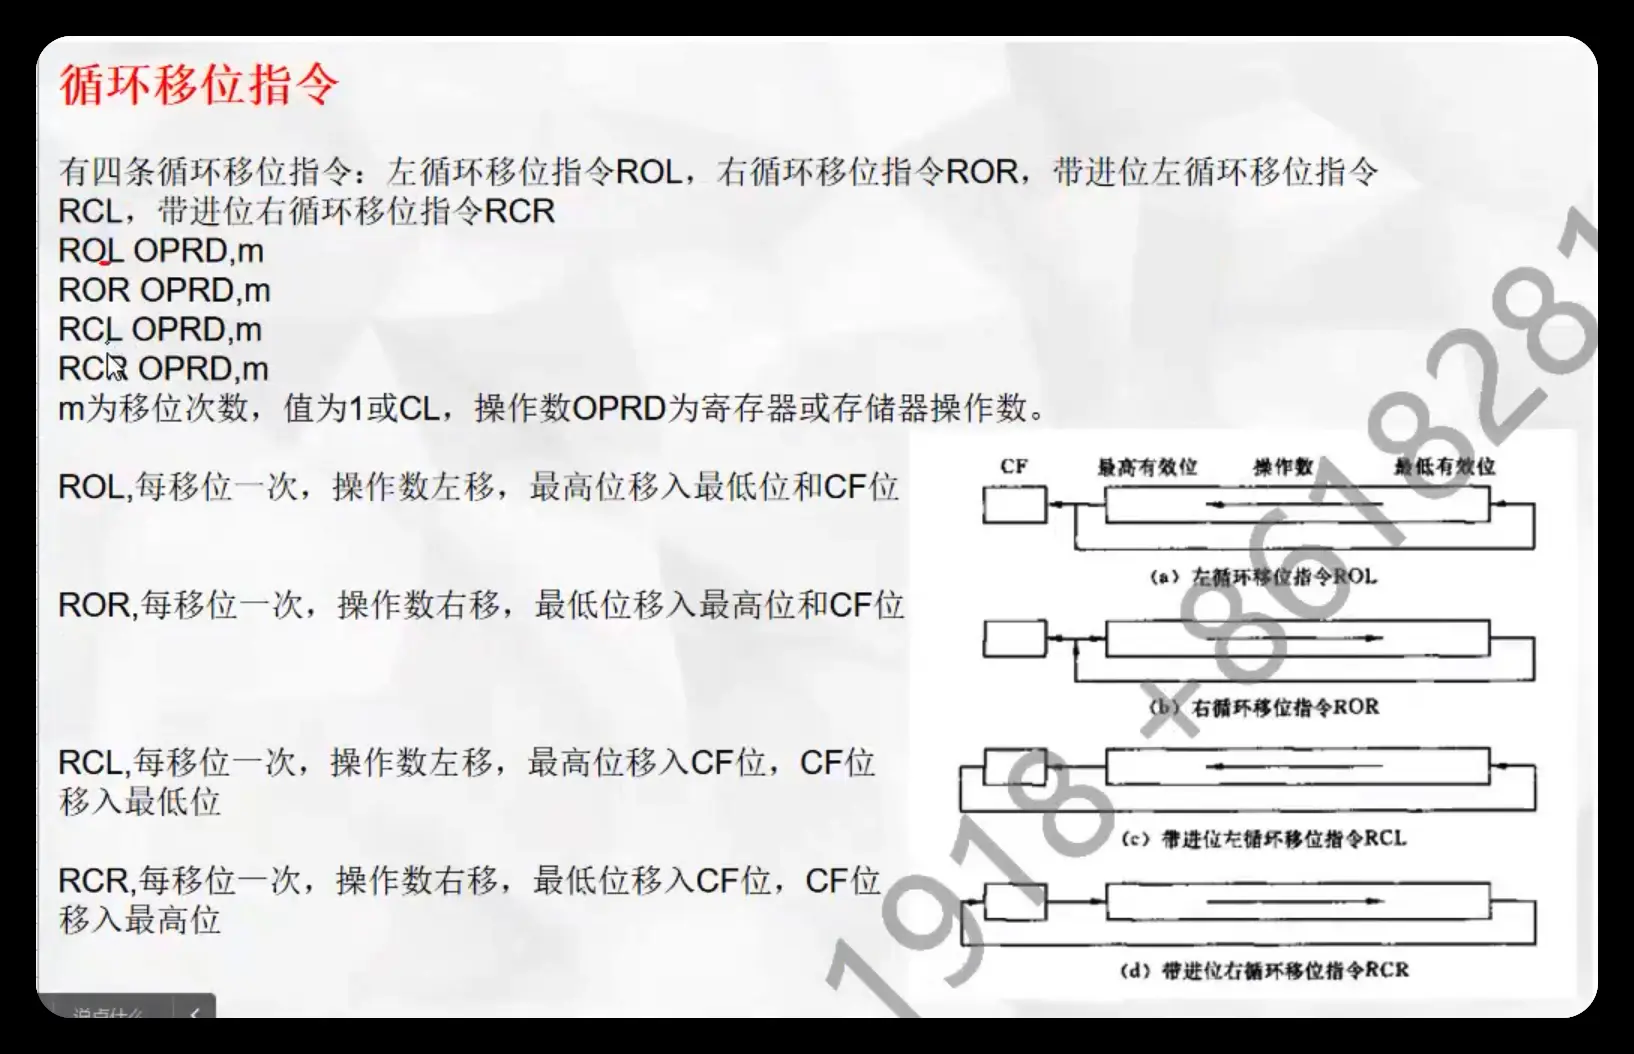 循环移位指令
有四条循环移位指令：左循环移位指令ROL，右循环移位指令ROR，带进位左循环移位指令
RCL，带进位右循环移位指令RCR
ROL OPRD,m
ROR OPRD,m
RCL OPRD,m
RCR OPRD,m
m为移位次数，值为1或CL，操作数OPRD为寄存器或存储器操作数。
ROL,每移位一次，操作数左移，最高位移入最低位和CF位
ROR,每移位一次，操作数右移，最低位移入最高位和CF位
RCL,每移位一次，操作数左移，最高位移入CF位，CF位
移入最低位
RCR,每移位一次，操作数右移，最低位移入CF位，CF位
移入最高位
CF 最高有效位 操作数 最低有效位
(a) 左循环移位指令ROL
(b) 右循环移位指令ROR
(c) 带进位左循环移位指令RCL
(d) 带进位右循环移位指令RCR
1918 +8618281
说点什么